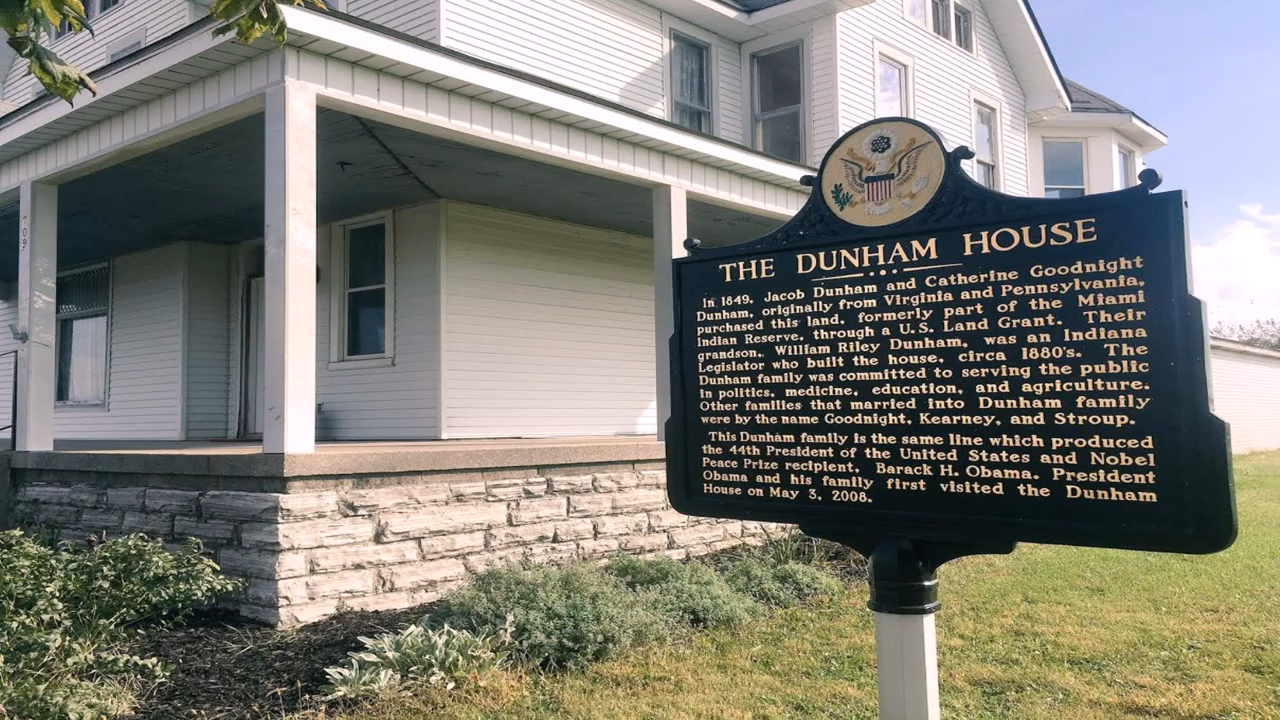 709
THE DUNHAM HOUSE
In 1849, Jacob Dunham and Catherine Goodnight
Dunham, originally from Virginia and Pennsylvania,
purchased this land, formerly part of the Miami
Indian Reserve, through a U.S. Land Grant. Their
grandson, William Riley Dunham, was an Indiana
Legislator who built the house, circa 1880's. The
Dunham family was committed to serving the public
in politics, medicine, education, and agriculture.
Other families that married into Dunham family
were by the name Goodnight, Kearney, and Stroup.
This Dunham family is the same line which produced
the 44th President of the United States and Nobel
Peace Prize recipient, Barack H. Obama. President
Obama and his family first visited the Dunham
House on May 3, 2008.